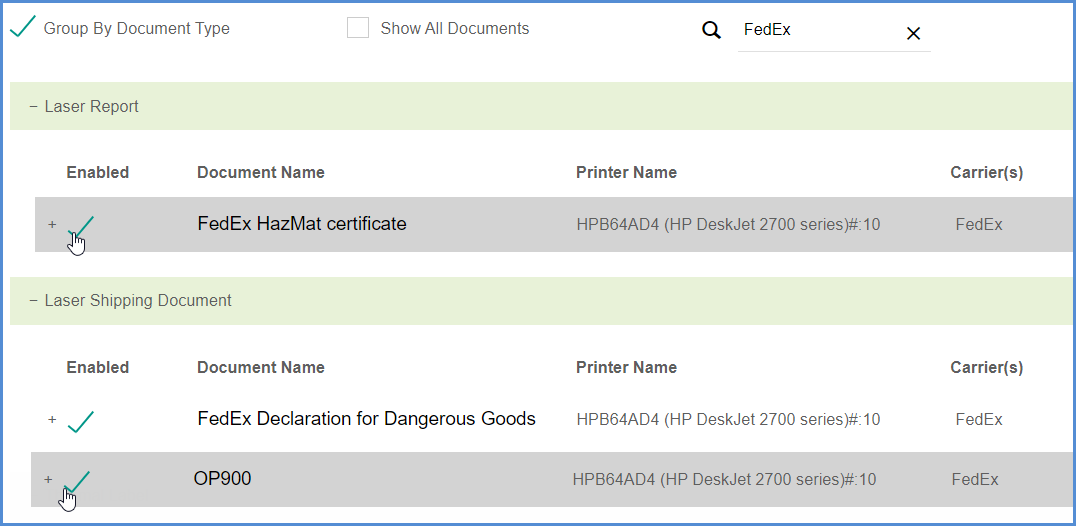 Group By Document Type Show All Documents FedEx
− Laser Report
Enabled Document Name Printer Name Carrier(s)
+ FedEx HazMat certificate HPB64AD4 (HP DeskJet 2700 series)#:10 FedEx
− Laser Shipping Document
Enabled Document Name Printer Name Carrier(s)
+ FedEx Declaration for Dangerous Goods HPB64AD4 (HP DeskJet 2700 series)#:10 FedEx
+ OP900 HPB64AD4 (HP DeskJet 2700 series)#:10 FedEx